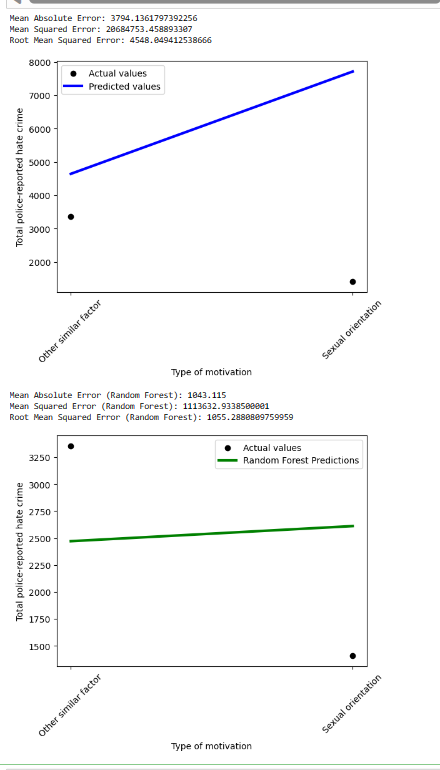 Mean Absolute Error: 3794.1361797392256
Mean Squared Error: 20684753.458893307
Root Mean Squared Error: 4548.049412538666
8000
7000
6000
5000
4000
3000
2000
Total police-reported hate crime
Actual values
Predicted values
Other similar factor
Sexual orientation
Type of motivation
Mean Absolute Error (Random Forest): 1043.115
Mean Squared Error (Random Forest): 1113632.9338500001
Root Mean Squared Error (Random Forest): 1055.2880809759959
3250
3000
2750
2500
2250
2000
1750
1500
Total police-reported hate crime
Actual values
Random Forest Predictions
Other similar factor
Sexual orientation
Type of motivation